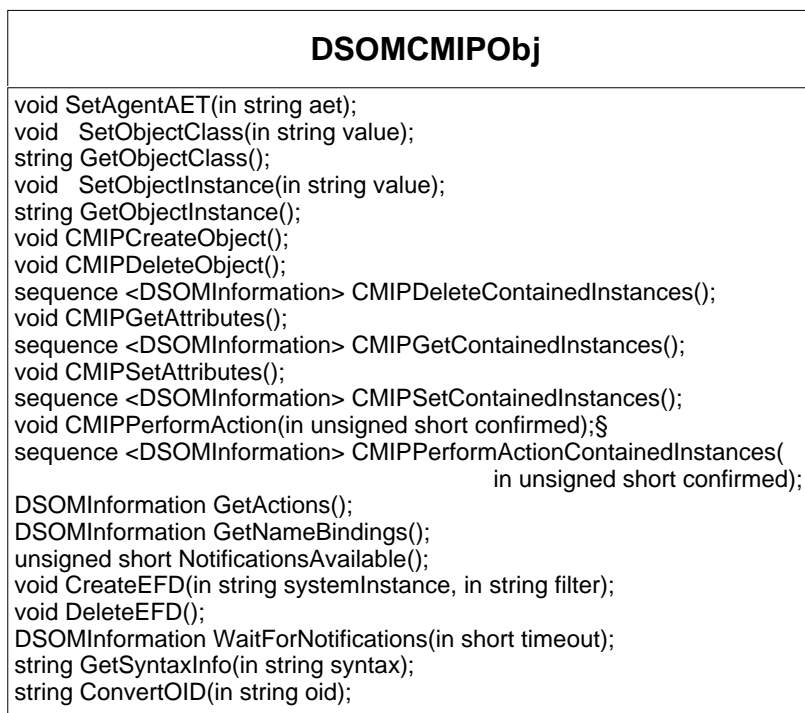 DSOMCMIPObj
void SetAgentAET(in string aet);
void SetObjectClass(in string value);
string GetObjectClass();
void SetObjectInstance(in string value);
string GetObjectInstance();
void CMIPCreateObject();
void CMIPDeleteObject();
sequence <DSOMInformation> CMIPDeleteContainedInstances();
void CMIPGetAttributes();
sequence <DSOMInformation> CMIPGetContainedInstances();
void CMIPSetAttributes();
sequence <DSOMInformation> CMIPSetContainedInstances();
void CMIPPerformAction(in unsigned short confirmed);§
sequence <DSOMInformation> CMIPPerformActionContainedInstances(
in unsigned short confirmed);
DSOMInformation GetActions();
DSOMInformation GetNameBindings();
unsigned short NotificationsAvailable();
void CreateEFD(in string systemInstance, in string filter);
void DeleteEFD();
DSOMInformation WaitForNotifications(in short timeout);
string GetSyntaxInfo(in string syntax);
string ConvertOID(in string oid);